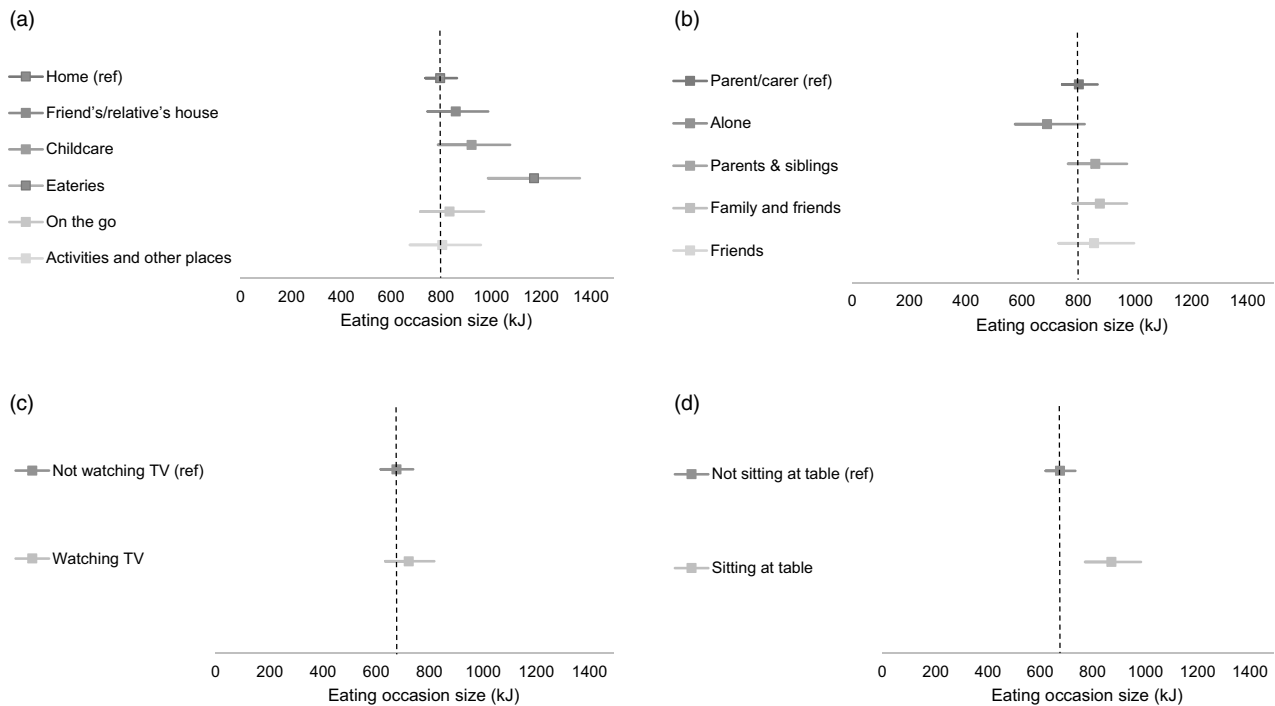 (a)
Home (ref)
Friend's/relative's house
Childcare
Eateries
On the go
Activities and other places
0 200 400 600 800 1000 1200 1400
Eating occasion size (kJ)
(b)
Parent/carer (ref)
Alone
Parents & siblings
Family and friends
Friends
0 200 400 600 800 1000 1200 1400
Eating occasion size (kJ)
(c)
Not watching TV (ref)
Watching TV
0 200 400 600 800 1000 1200 1400
Eating occasion size (kJ)
(d)
Not sitting at table (ref)
Sitting at table
0 200 400 600 800 1000 1200 1400
Eating occasion size (kJ)